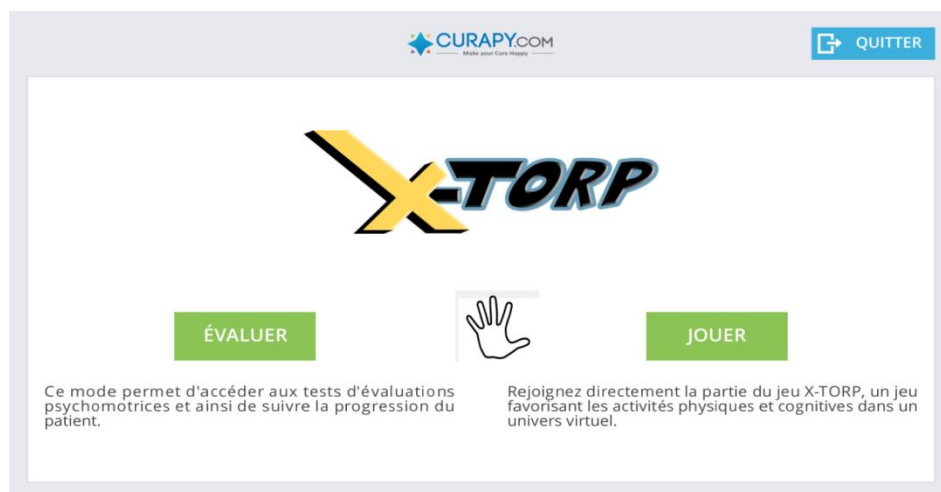 CURAPY.COM
Make your Cure Happy
QUITTER
X-TORP
ÉVALUER
JOUER
Ce mode permet d'accéder aux tests d'évaluations
psychomotrices et ainsi de suivre la progression du
patient.
Rejoignez directement la partie du jeu X-TORP, un jeu
favorisant les activités physiques et cognitives dans un
univers virtuel.